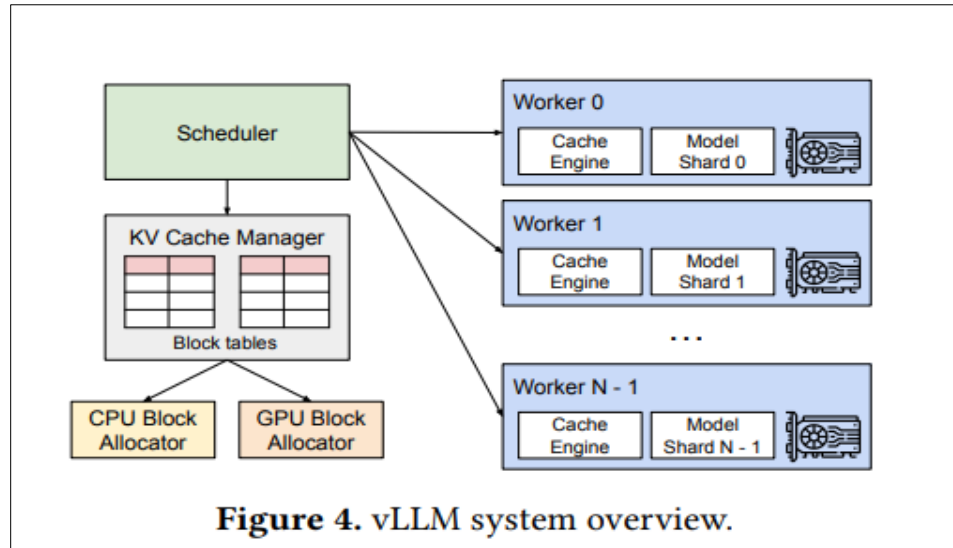 Scheduler
KV Cache Manager
Block tables
CPU Block
Allocator
GPU Block
Allocator
Worker 0
Cache
Engine
Model
Shard 0
Worker 1
Cache
Engine
Model
Shard 1
...
Worker N - 1
Cache
Engine
Model
Shard N - 1
Figure 4. vLLM system overview.